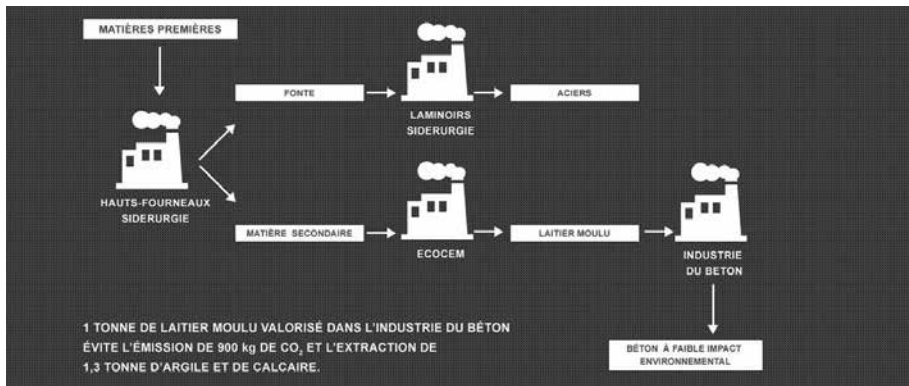 MATIÈRES PREMIÈRES
FONTE
LAMINOIRS
SIDERURGIE
ACIERS
HAUTS-FOURNEAUX
SIDERURGIE
MATIÈRE SECONDAIRE
ECOCEM
LAITIER MOULU
INDUSTRIE
DU BETON
1 TONNE DE LAITIER MOULU VALORISÉ DANS L'INDUSTRIE DU BÉTON
ÉVITE L'ÉMISSION DE 900 kg DE CO₂ ET L'EXTRACTION DE
1,3 TONNE D'ARGILE ET DE CALCAIRE.
BÉTON À FAIBLE IMPACT
ENVIRONNEMENTAL